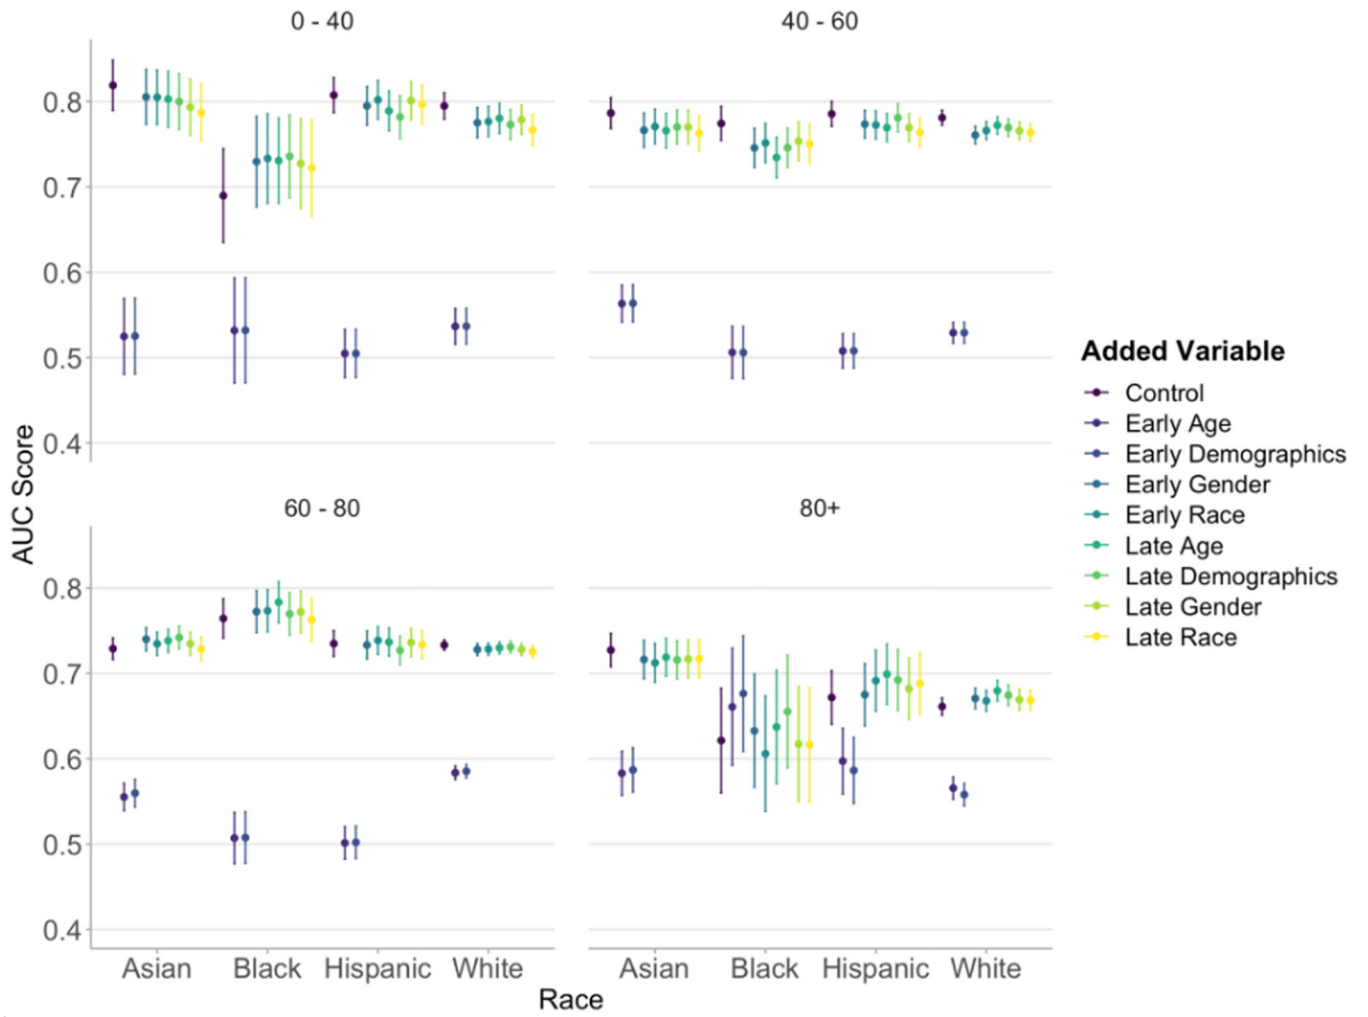 0 - 40
40 - 60
0.8
0.7
0.6
0.5
0.4
AUC Score
60 - 80
80+
0.8
0.7
0.6
0.5
0.4
Asian Black Hispanic White
Asian Black Hispanic White
Race
Added Variable
Control
Early Age
Early Demographics
Early Gender
Early Race
Late Age
Late Demographics
Late Gender
Late Race